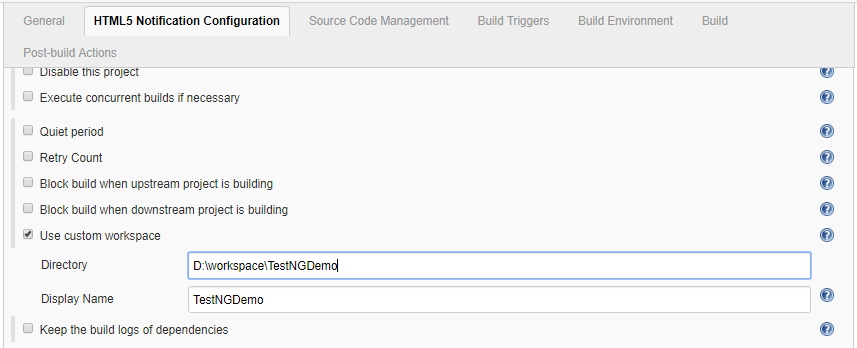 General HTML5 Notification Configuration Source Code Management Build Triggers Build Environment Build
Post-build Actions
Disable this project
Execute concurrent builds if necessary
Quiet period
Retry Count
Block build when upstream project is building
Block build when downstream project is building
Use custom workspace
Directory D:\workspace\TestNGDemo
Display Name TestNGDemo
Keep the build logs of dependencies